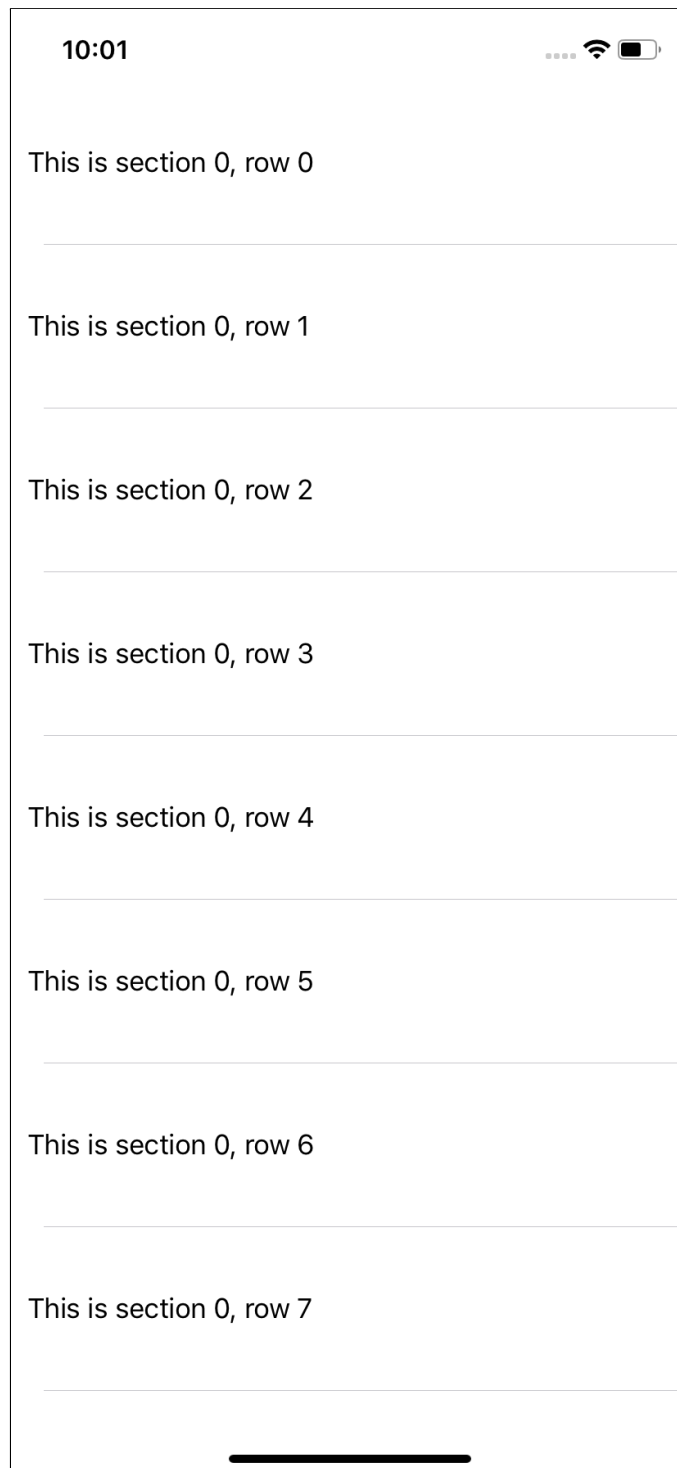 10:01
This is section 0, row 0
This is section 0, row 1
This is section 0, row 2
This is section 0, row 3
This is section 0, row 4
This is section 0, row 5
This is section 0, row 6
This is section 0, row 7